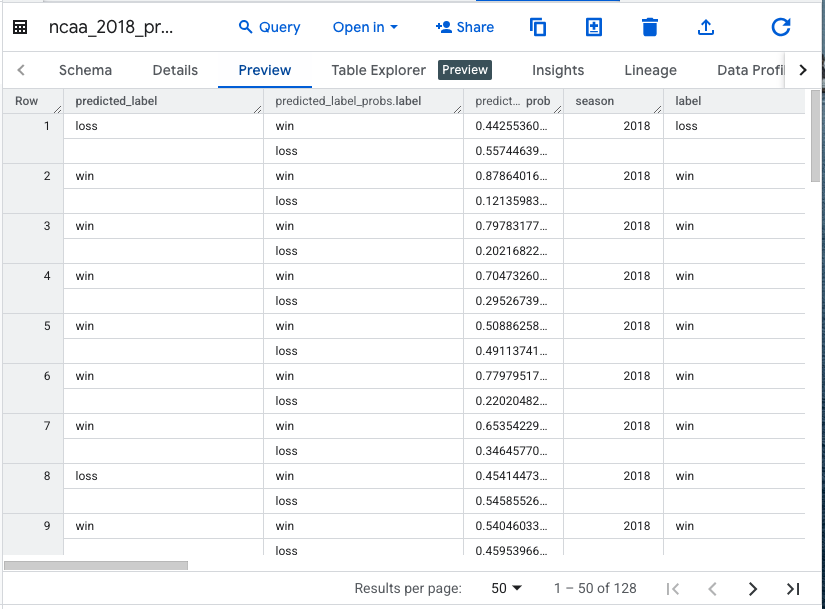 ncaa_2018_pr... Query Open in Share
Schema Details Preview Table Explorer Preview Insights Lineage Data Profil
Row predicted_label predicted_label_probs.label predict... prob season label
1 loss win 0.44255360... 2018 loss
loss 0.55744639...
2 win win 0.87864016... 2018 win
loss 0.12135983...
3 win win 0.79783177... 2018 win
loss 0.20216822...
4 win win 0.70473260... 2018 win
loss 0.29526739...
5 win win 0.50886258... 2018 win
loss 0.49113741...
6 win win 0.77979517... 2018 win
loss 0.22020482...
7 win win 0.65354229... 2018 win
loss 0.34645770...
8 loss win 0.45414473... 2018 win
loss 0.54585526...
9 win win 0.54046033... 2018 win
loss 0.45953966...
Results per page: 50 1 – 50 of 128